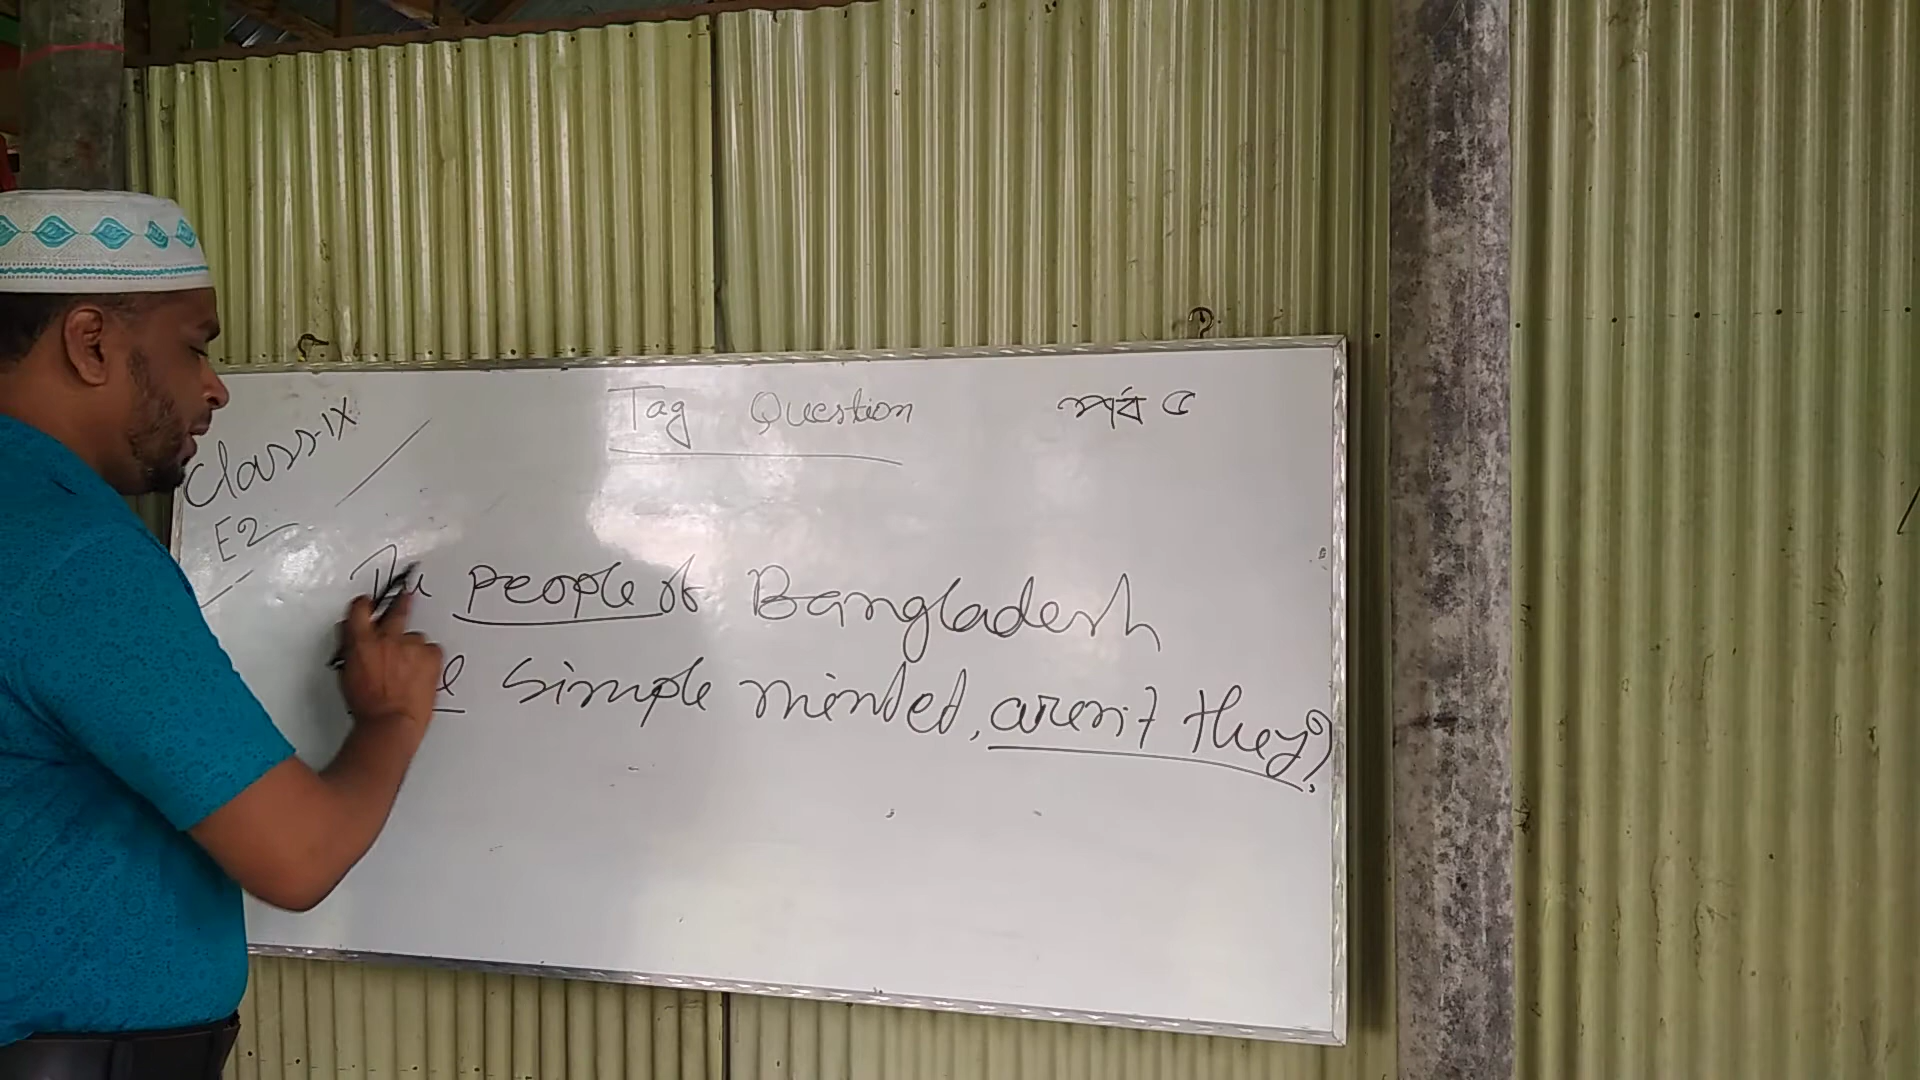 Class-IX
E2
Tag Question পর্ব ৫
The people of Bangladesh
simple minded, aren't they?